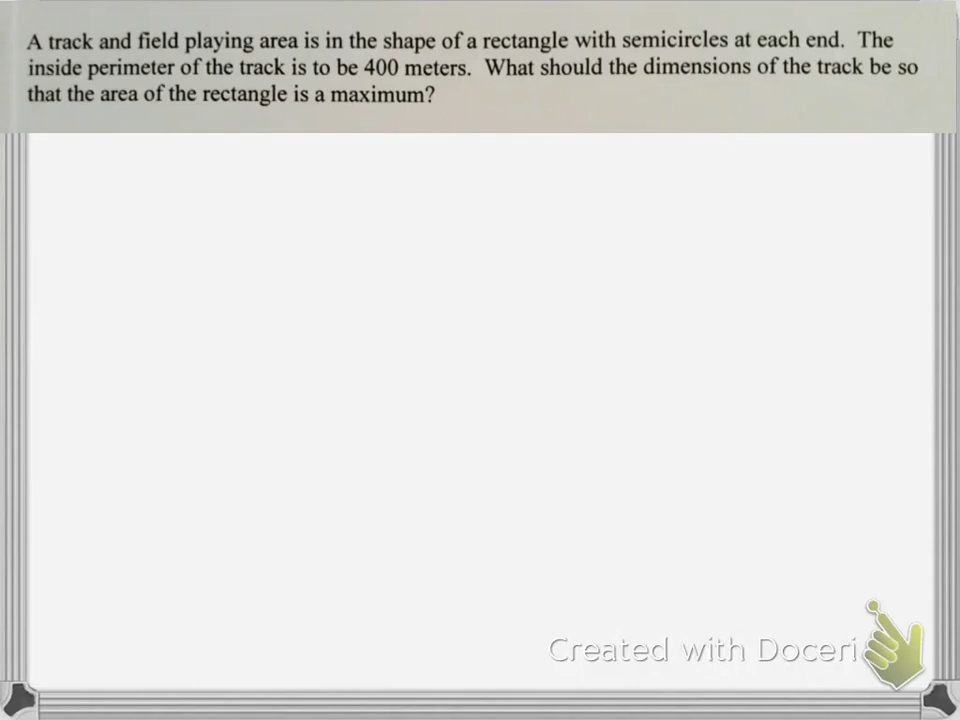 A track and field playing area is in the shape of a rectangle with semicircles at each end. The
inside perimeter of the track is to be 400 meters. What should the dimensions of the track be so
that the area of the rectangle is a maximum?
Created with Doceri